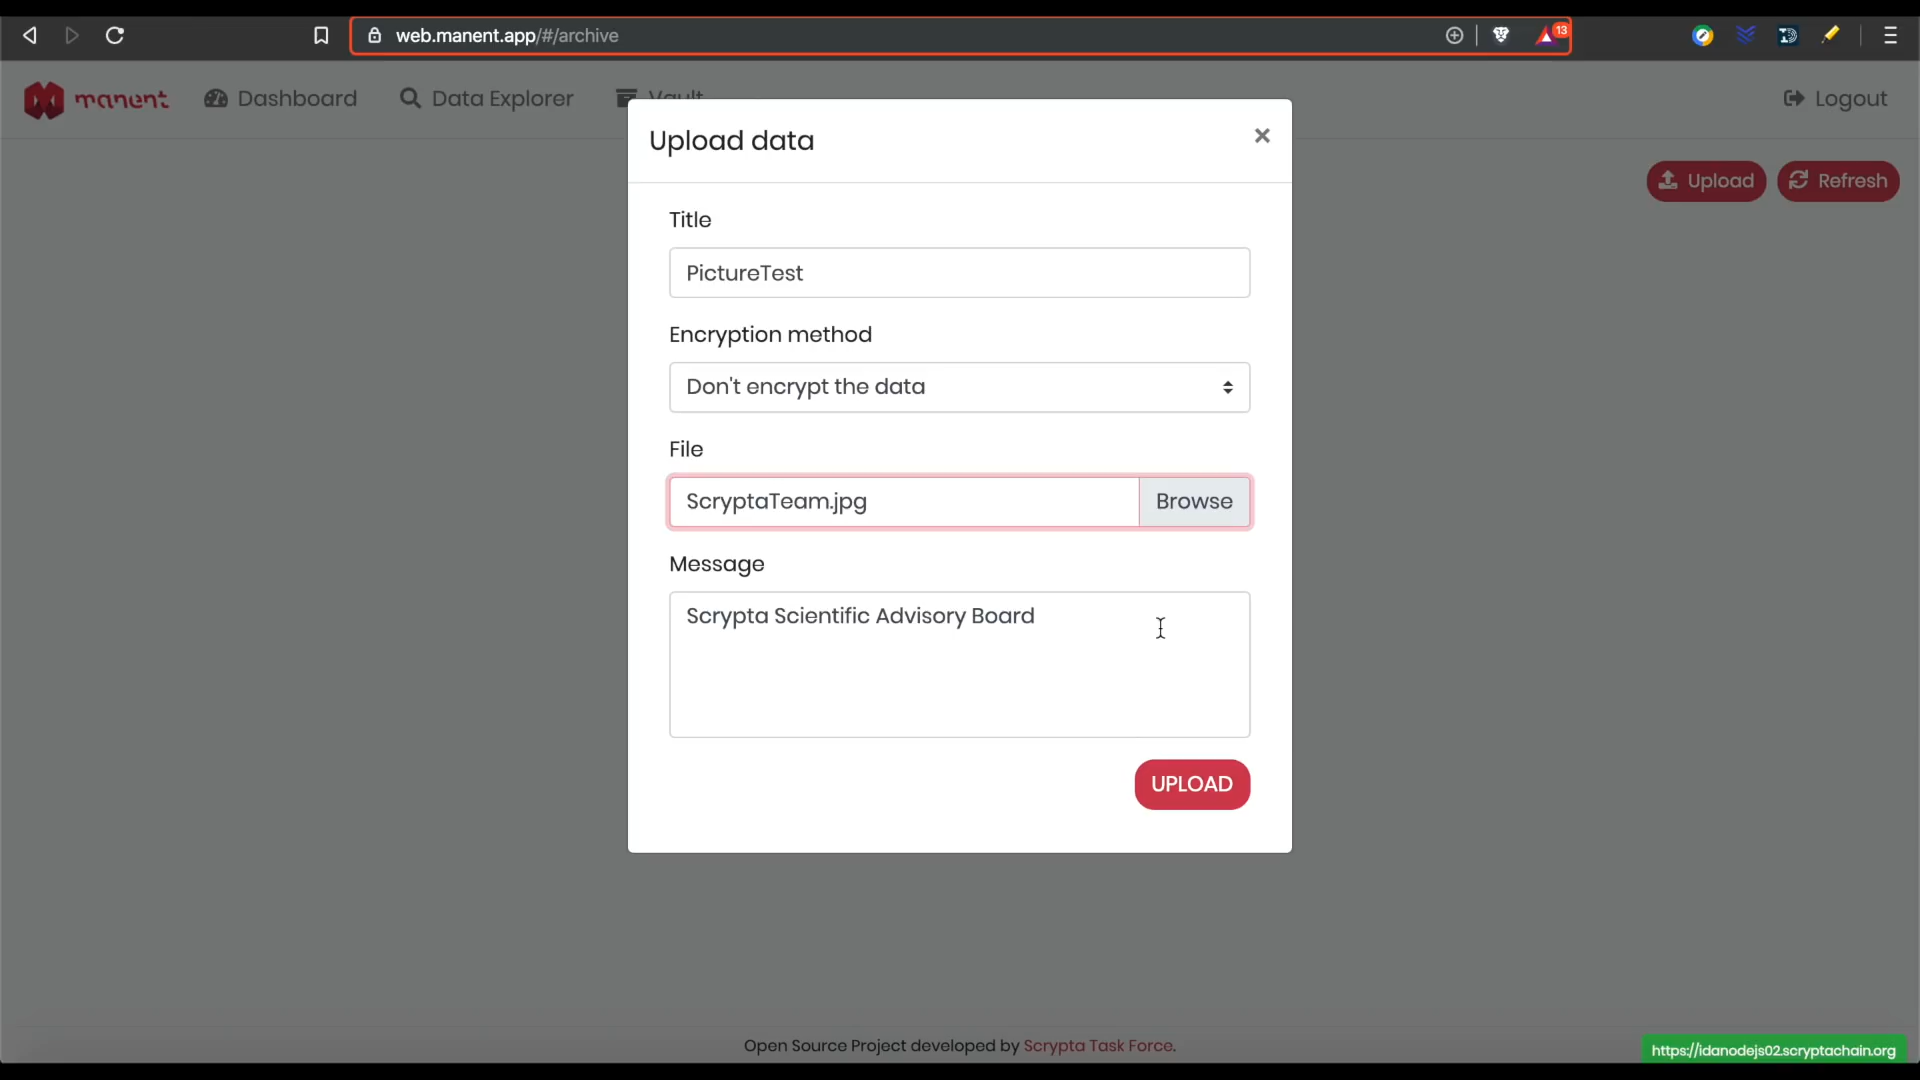 web.manent.app/#/archive
13
manent
Dashboard
Data Explorer
Vault
Logout
Upload
Refresh
Upload data
×
Title
PictureTest
Encryption method
Don't encrypt the data
File
ScryptaTeam.jpg
Browse
Message
Scrypta Scientific Advisory Board
UPLOAD
Open Source Project developed by Scrypta Task Force.
https://idanodejs02.scryptachain.org